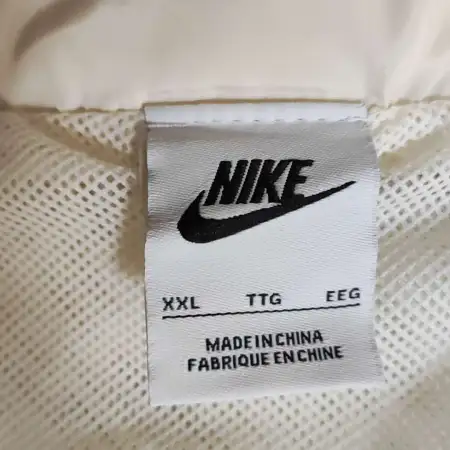 NIKE
XXL TTG EEG
MADE IN CHINA
FABRIQUE EN CHINE